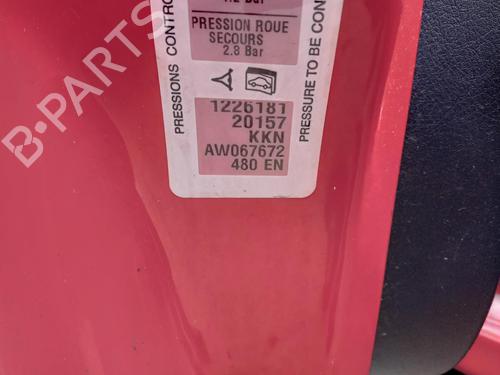 PRESSION ROUE
SECOURS
2.8 Bar
PRESSIONS CONTRO
PRESSURE TO BE CON
1226181
20157
KKN
AW067672
480 EN
B-PARTS